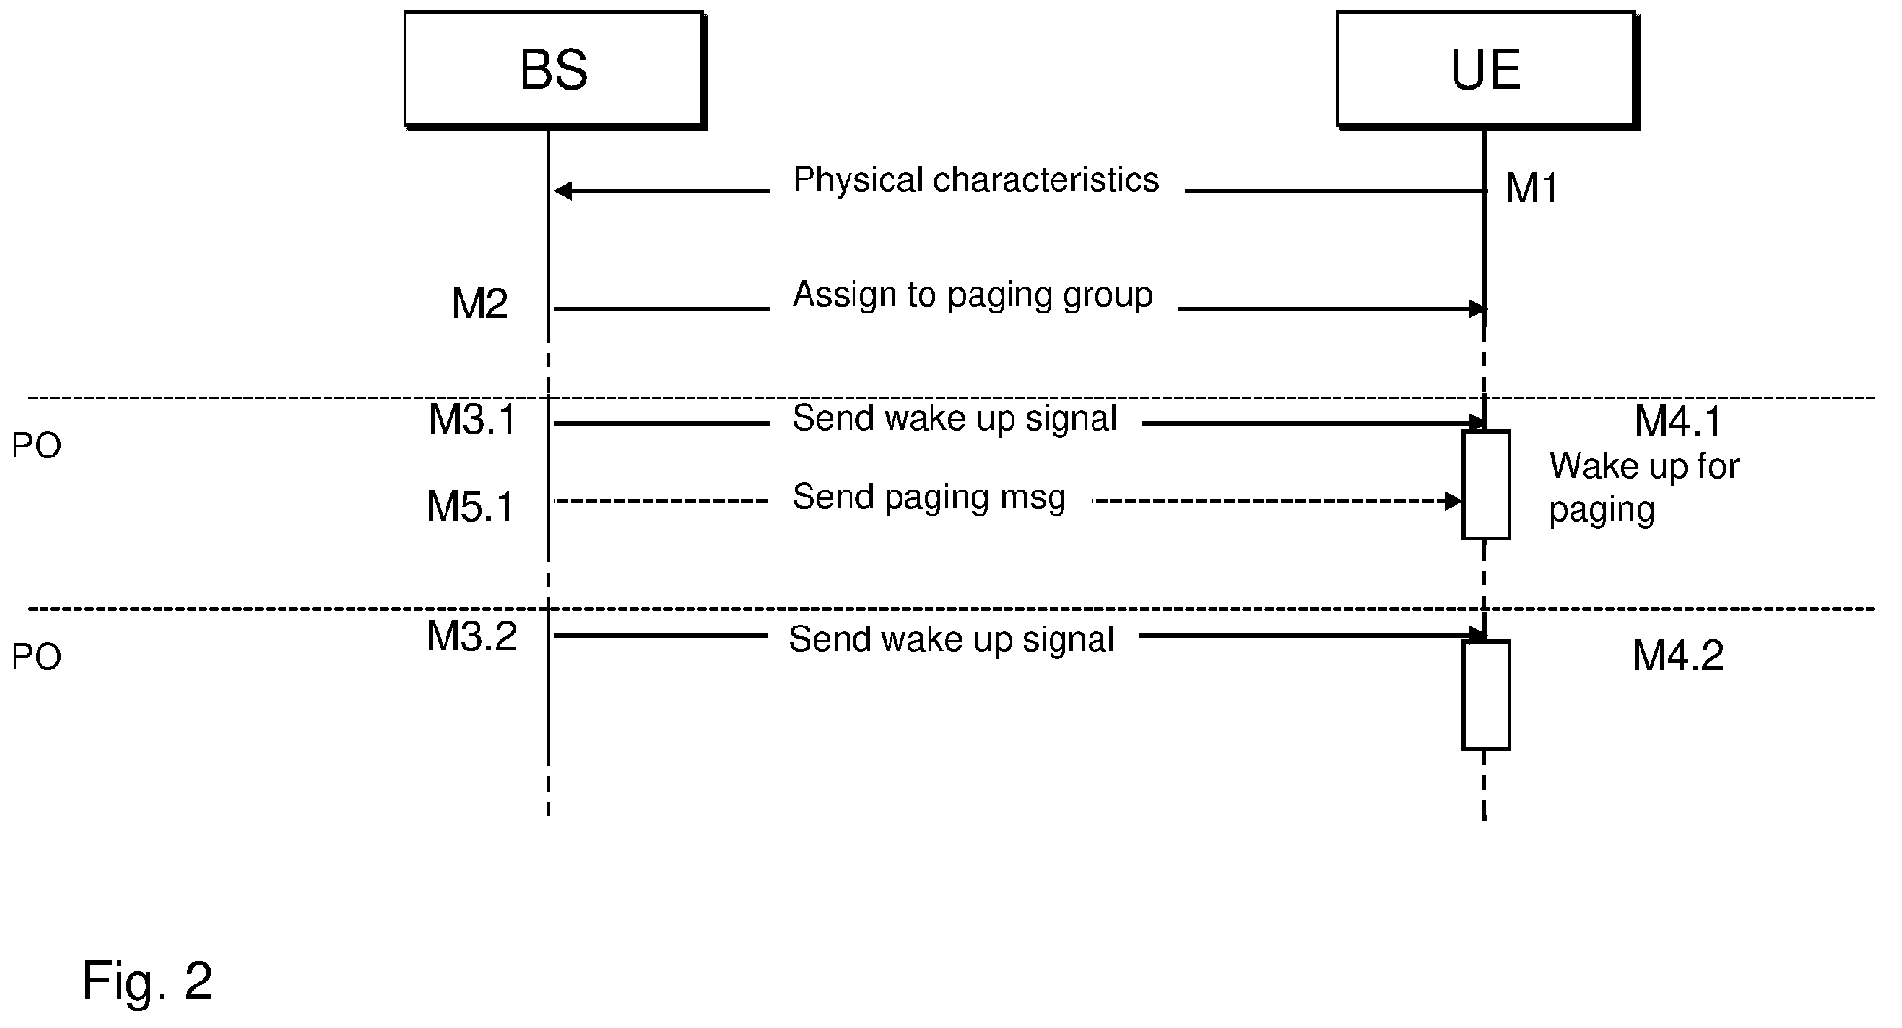 BS
UE
Physical characteristics
M1
M2
Assign to paging group
M3.1
Send wake up signal
M4.1
PO
Wake up for
paging
M5.1
Send paging msg
M3.2
Send wake up signal
M4.2
PO
Fig. 2